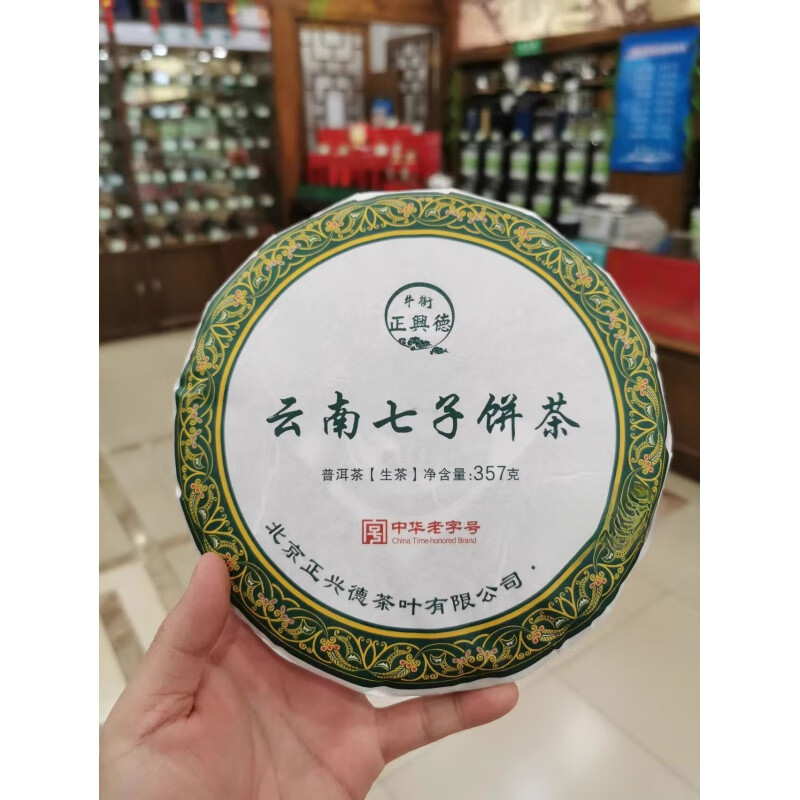 牛街
正興德
云南七子饼茶
普洱茶【生茶】净含量:357克
中华老字号
China Time-honored Brand
北京正兴德茶叶有限公司·